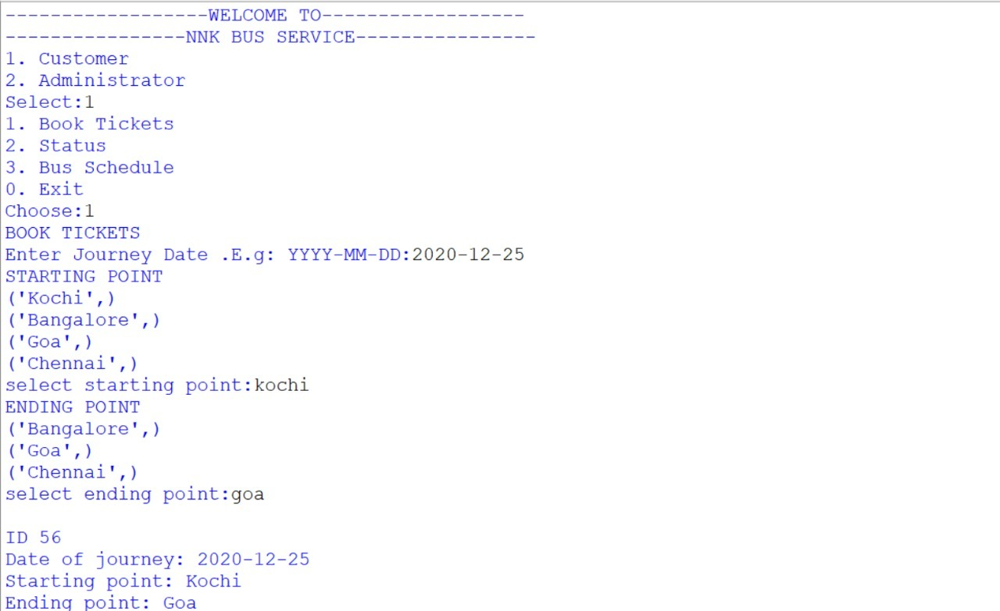 ------------------WELCOME TO------------------
----------------NNK BUS SERVICE----------------
1. Customer
2. Administrator
Select:1
1. Book Tickets
2. Status
3. Bus Schedule
0. Exit
Choose:1
BOOK TICKETS
Enter Journey Date .E.g: YYYY-MM-DD:2020-12-25
STARTING POINT
('Kochi',)
('Bangalore',)
('Goa',)
('Chennai',)
select starting point:kochi
ENDING POINT
('Bangalore',)
('Goa',)
('Chennai',)
select ending point:goa
ID 56
Date of journey: 2020-12-25
Starting point: Kochi
Ending point: Goa